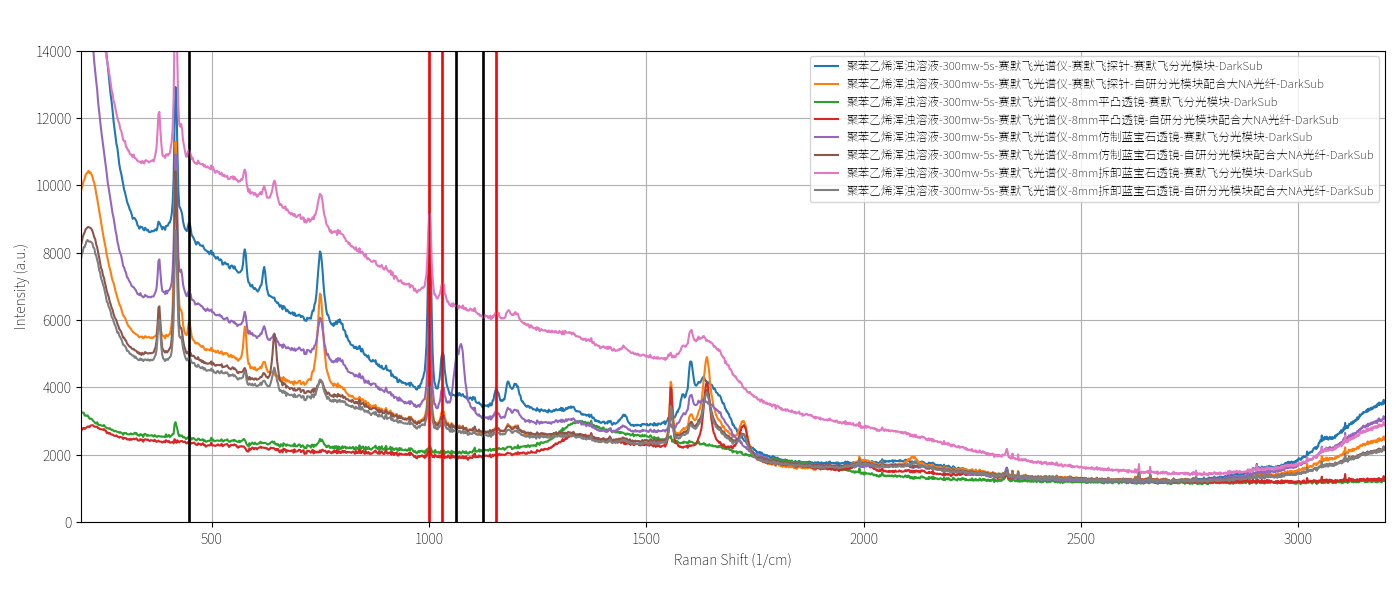 14000
12000
10000
8000
6000
4000
2000
0
Intensity (a.u.)
聚苯乙烯浑浊溶液-300mw-5s-赛默飞光谱仪-赛默飞探针-赛默飞分光模块-DarkSub
聚苯乙烯浑浊溶液-300mw-5s-赛默飞光谱仪-赛默飞探针-自研分光模块配合大NA光纤-DarkSub
聚苯乙烯浑浊溶液-300mw-5s-赛默飞光谱仪-8mm平凸透镜-赛默飞分光模块-DarkSub
聚苯乙烯浑浊溶液-300mw-5s-赛默飞光谱仪-8mm平凸透镜-自研分光模块配合大NA光纤-DarkSub
聚苯乙烯浑浊溶液-300mw-5s-赛默飞光谱仪-8mm仿制蓝宝石透镜-赛默飞分光模块-DarkSub
聚苯乙烯浑浊溶液-300mw-5s-赛默飞光谱仪-8mm仿制蓝宝石透镜-自研分光模块配合大NA光纤-DarkSub
聚苯乙烯浑浊溶液-300mw-5s-赛默飞光谱仪-8mm拆卸蓝宝石透镜-赛默飞分光模块-DarkSub
聚苯乙烯浑浊溶液-300mw-5s-赛默飞光谱仪-8mm拆卸蓝宝石透镜-自研分光模块配合大NA光纤-DarkSub
500 1000 1500 2000 2500 3000
Raman Shift (1/cm)